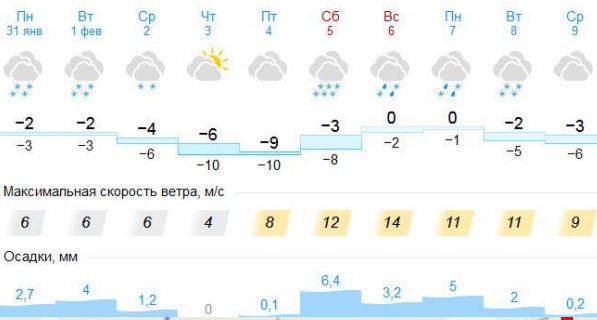 Пн Вт Ср Чт Пт Сб Вс Пн Вт Ср
31 янв 1 фев 2 3 4 5 6 7 8 9
−2 −2 −4 −6 −9 −3 0 0 −2 −3
−3 −3 −6 −10 −10 −8 −2 −1 −5 −6
Максимальная скорость ветра, м/с
6 6 6 4 8 12 14 11 11 9
Осадки, мм
2,7 4 1,2 0 0,1 6,4 3,2 5 2 0,2